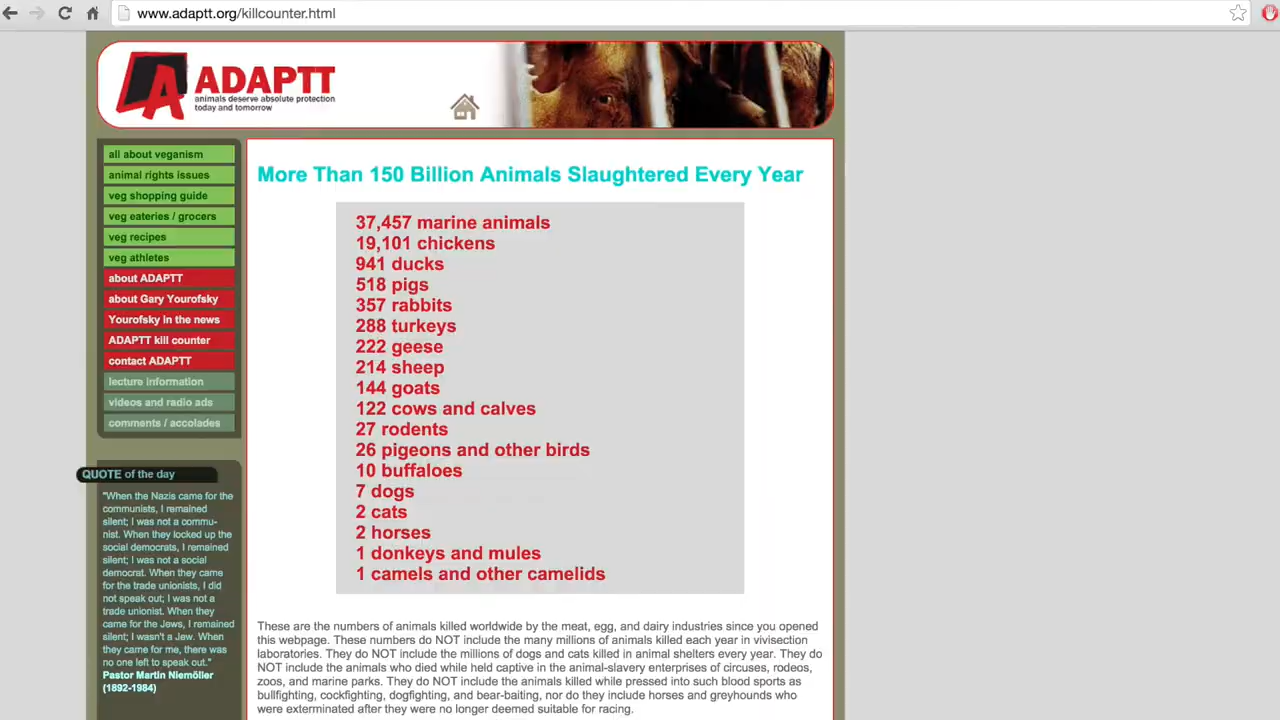 www.adaptt.org/killcounter.html
ADAPTT
animals deserve absolute protection
today and tomorrow
all about veganism
animal rights issues
veg shopping guide
veg eateries / grocers
veg recipes
veg athletes
about ADAPTT
about Gary Yourofsky
Yourofsky in the news
ADAPTT kill counter
contact ADAPTT
lecture information
videos and radio ads
comments / accolades
QUOTE of the day
"When the Nazis came for the
communists, I remained
silent; I was not a commu-
nist. When they locked up the
social democrats, I remained
silent; I was not a social
democrat. When they came
for the trade unionists, I did
not speak out; I was not a
trade unionist. When they
came for the Jews, I remained
silent; I wasn't a Jew. When
they came for me, there was
no one left to speak out."
Pastor Martin Niemöller
(1892-1984)
More Than 150 Billion Animals Slaughtered Every Year
37,457 marine animals
19,101 chickens
941 ducks
518 pigs
357 rabbits
288 turkeys
222 geese
214 sheep
144 goats
122 cows and calves
27 rodents
26 pigeons and other birds
10 buffaloes
7 dogs
2 cats
2 horses
1 donkeys and mules
1 camels and other camelids
These are the numbers of animals killed worldwide by the meat, egg, and dairy industries since you opened
this webpage. These numbers do NOT include the many millions of animals killed each year in vivisection
laboratories. They do NOT include the millions of dogs and cats killed in animal shelters every year. They do
NOT include the animals who died while held captive in the animal-slavery enterprises of circuses, rodeos,
zoos, and marine parks. They do NOT include the animals killed while pressed into such blood sports as
bullfighting, cockfighting, dogfighting, and bear-baiting, nor do they include horses and greyhounds who
were exterminated after they were no longer deemed suitable for racing.